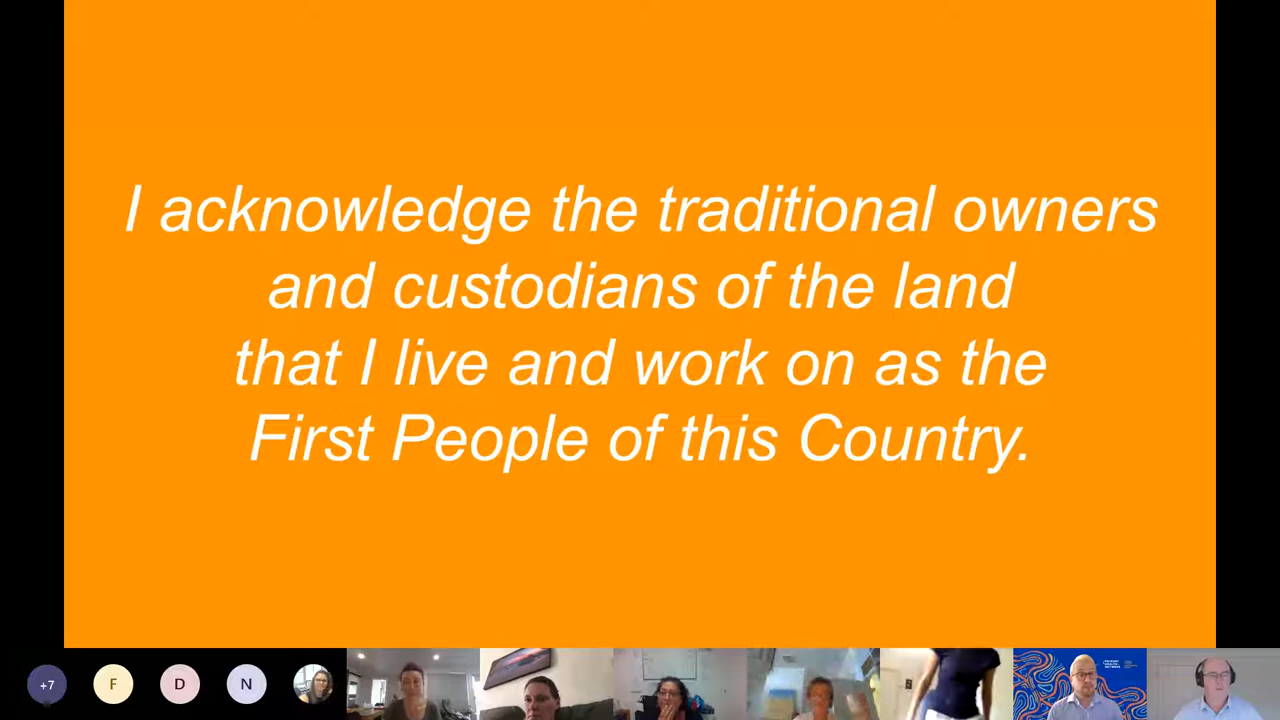 I acknowledge the traditional owners
and custodians of the land
that I live and work on as the
First People of this Country.
+7
F
D
N